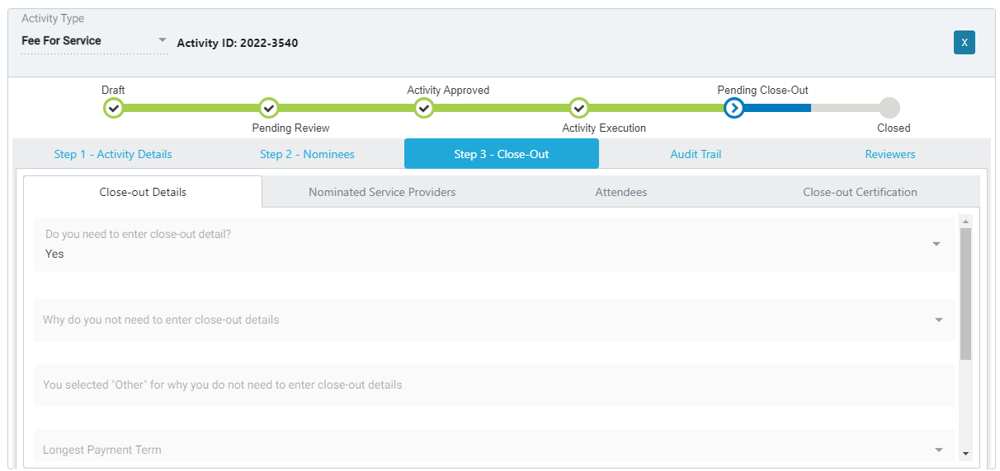 Activity Type
Fee For Service
Activity ID: 2022-3540
X
Draft
Activity Approved
Pending Close-Out
Pending Review
Activity Execution
Closed
Step 1 - Activity Details
Step 2 - Nominees
Step 3 - Close-Out
Audit Trail
Reviewers
Close-out Details
Nominated Service Providers
Attendees
Close-out Certification
Do you need to enter close-out detail?
Yes
Why do you not need to enter close-out details
You selected "Other" for why you do not need to enter close-out details
Longest Payment Term